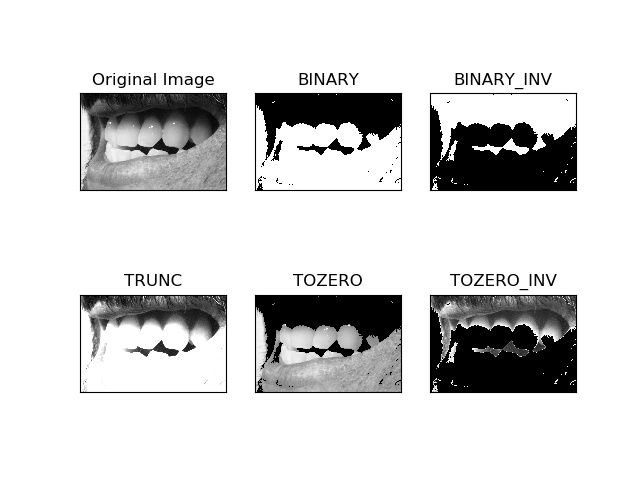 Original Image
BINARY
BINARY_INV
TRUNC
TOZERO
TOZERO_INV